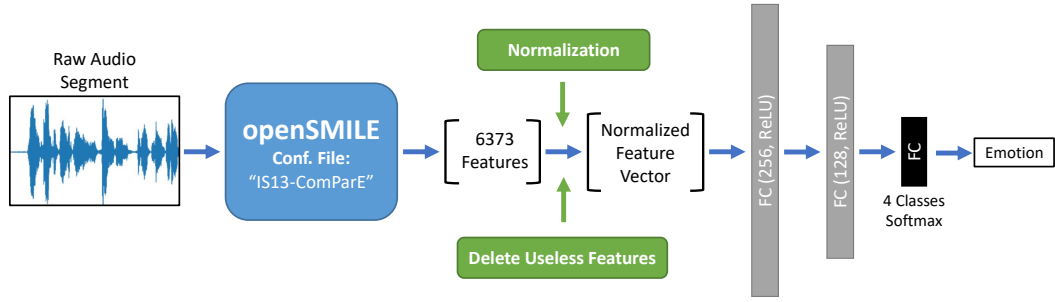 Raw Audio
Segment
openSMILE
Conf. File:
“IS13-ComParE”
6373
Features
Normalization
Delete Useless Features
Normalized
Feature
Vector
FC (256, ReLU)
FC (128, ReLU)
FC
4 Classes
Softmax
Emotion